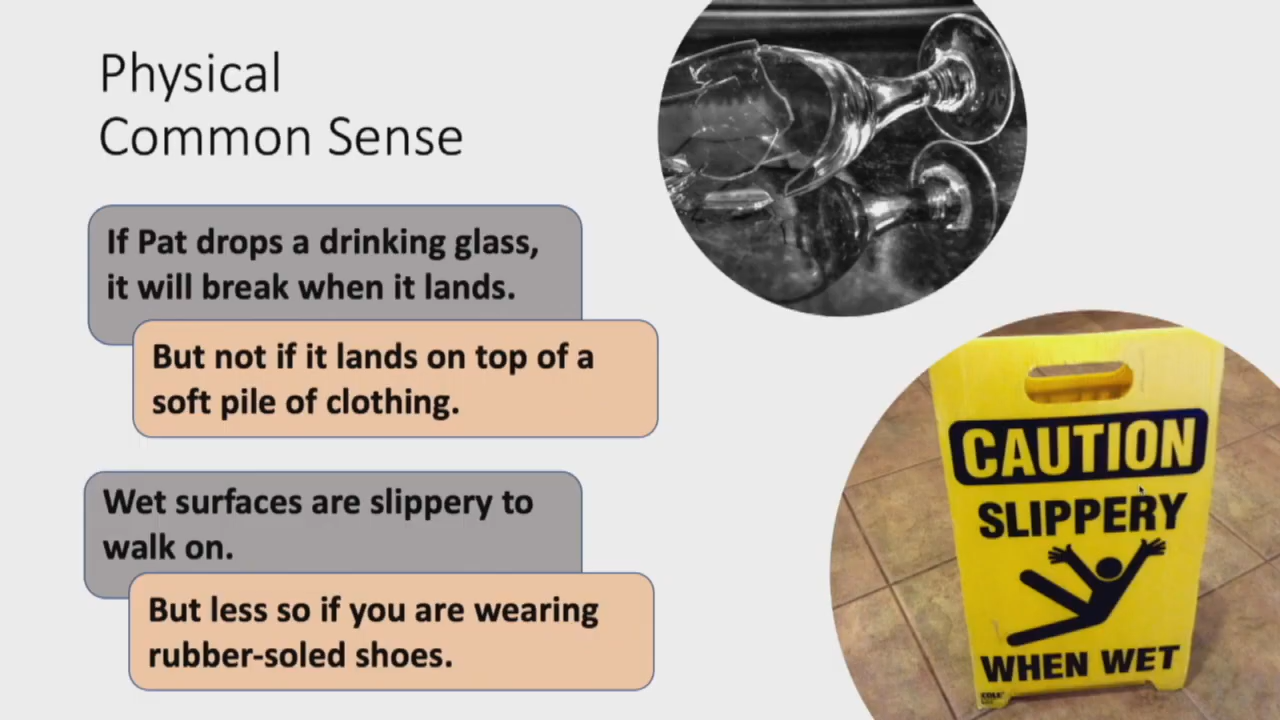 Physical
Common Sense
If Pat drops a drinking glass,
it will break when it lands.
But not if it lands on top of a
soft pile of clothing.
Wet surfaces are slippery to
walk on.
But less so if you are wearing
rubber-soled shoes.
CAUTION
SLIPPERY
WHEN WET